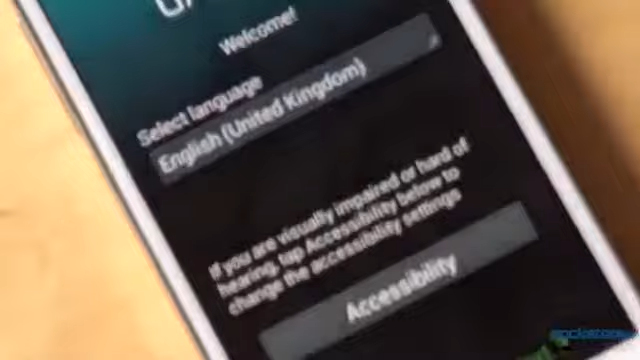 Welcome!
Select language
English (United Kingdom)
If you are visually impaired or hard of
hearing, tap Accessibility below to
change the accessibility settings
Accessibility